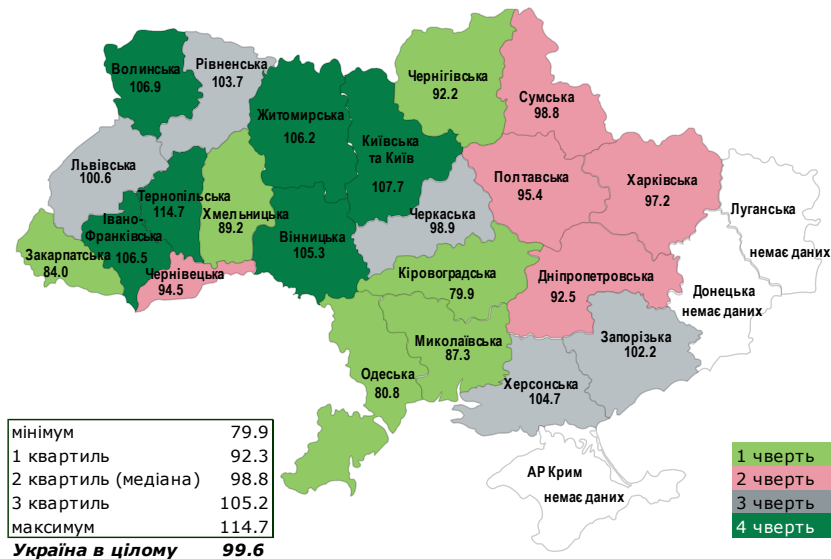 Волинська
106.9
Рівненська
103.7
Житомирська
106.2
Київська
та Київ
107.7
Чернігівська
92.2
Сумська
98.8
Львівська
100.6
Тернопільська
114.7
Хмельницька
89.2
Івано-
Франківська
106.5
Закарпатська
84.0
Чернівецька
94.5
Вінницька
105.3
Черкаська
98.9
Полтавська
95.4
Харківська
97.2
Луганська
немає даних
Донецька
немає даних
Кіровоградська
79.9
Дніпропетровська
92.5
Запорізька
102.2
Миколаївська
87.3
Одеська
80.8
Херсонська
104.7
АР Крим
немає даних
мінімум 79.9
1 квартиль 92.3
2 квартиль (медіана) 98.8
3 квартиль 105.2
максимум 114.7
Україна в цілому 99.6
1 чверть
2 чверть
3 чверть
4 чверть